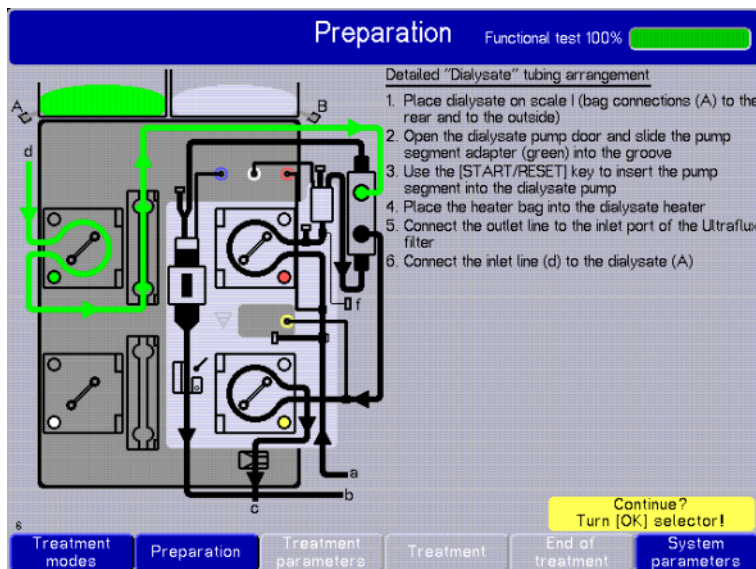 Preparation
Functional test 100%
Detailed "Dialysate" tubing arrangement
1. Place dialysate on scale I (bag connections (A) to the
rear and to the outside)
2. Open the dialysate pump door and slide the pump
segment adapter (green) into the groove
3. Use the [START/RESET] key to insert the pump
segment into the dialysate pump
4. Place the heater bag into the dialysate heater
5. Connect the outlet line to the inlet port of the Ultraflux
filter
6. Connect the inlet line (d) to the dialysate (A)
A
B
d
f
a
b
c
Continue?
Turn [OK] selector!
6
Treatment
modes
Preparation
Treatment
parameters
Treatment
End of
treatment
System
parameters